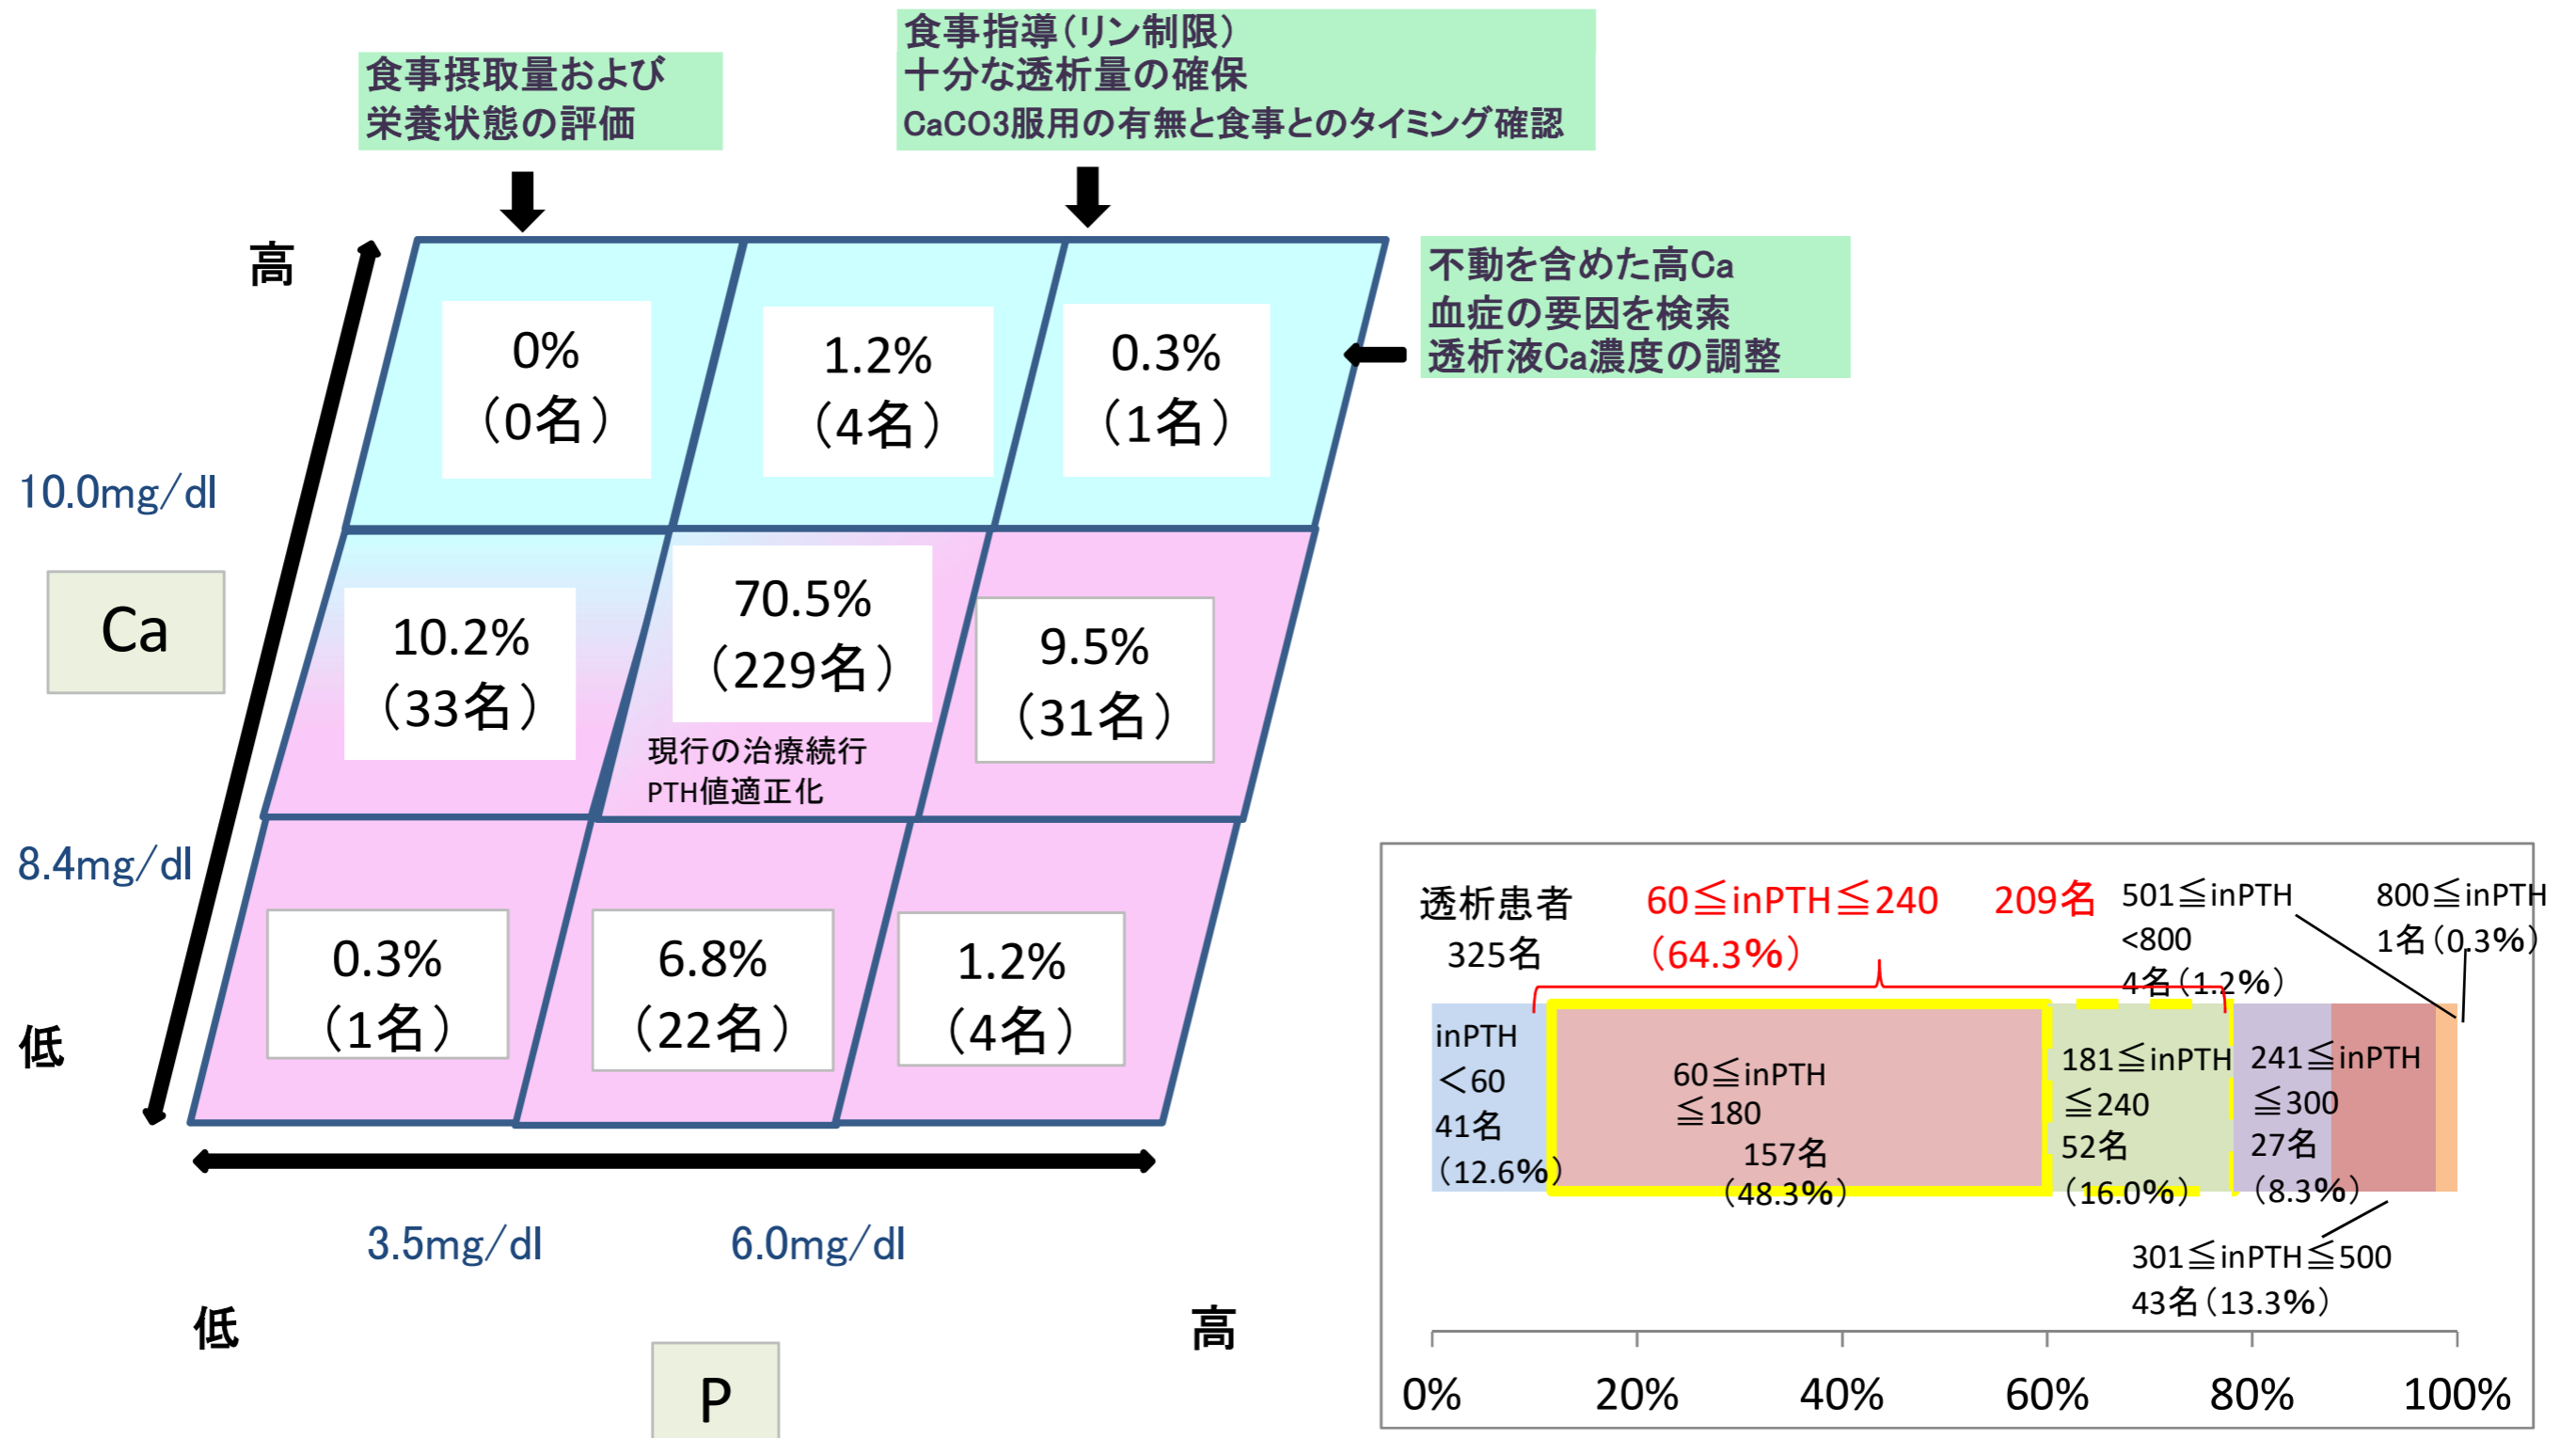 食事摂取量および
栄養状態の評価
食事指導（リン制限）
十分な透析量の確保
CaCO3服用の有無と食事とのタイミング確認
不動を含めた高Ca
血症の要因を検索
透析液Ca濃度の調整
高
10.0mg/dl
Ca
8.4mg/dl
低
0%
（0名）
1.2%
（4名）
0.3%
（1名）
10.2%
（33名）
70.5%
（229名）
現行の治療続行
PTH値適正化
9.5%
（31名）
0.3%
（1名）
6.8%
（22名）
1.2%
（4名）
3.5mg/dl
6.0mg/dl
低
高
P
透析患者
325名
60≦inPTH≦240 209名
（64.3%）
501≦inPTH
<800
4名（1.2%）
800≦inPTH
1名（0.3%）
inPTH
＜60
41名
（12.6%）
60≦inPTH
≦180
157名
（48.3%）
181≦inPTH
≦240
52名
（16.0%）
241≦inPTH
≦300
27名
（8.3%）
301≦inPTH≦500
43名（13.3%）
0% 20% 40% 60% 80% 100%